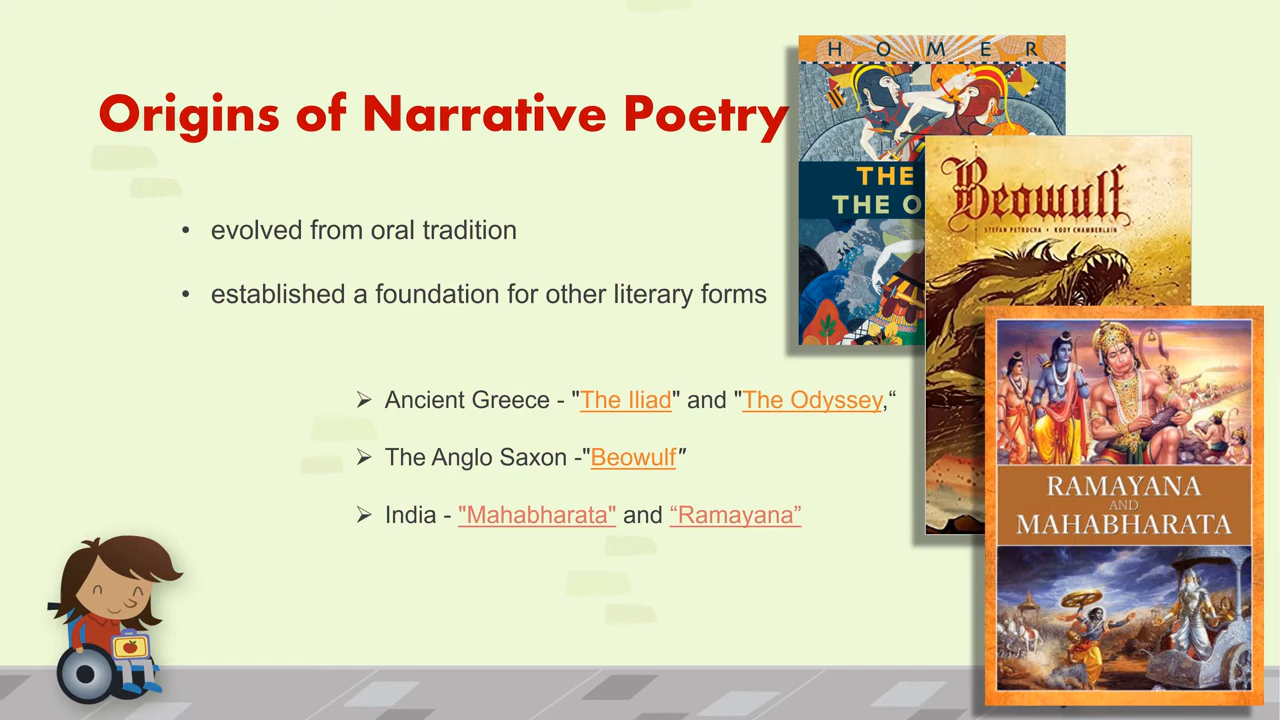 HOMER
Origins of Narrative Poetry
THE
THE O
Beowulf
STEFAN PETRUCHA • KODY CHAMBERLAIN
• evolved from oral tradition
• established a foundation for other literary forms
➢ Ancient Greece - "The Iliad" and "The Odyssey,“
➢ The Anglo Saxon -"Beowulf"
➢ India - "Mahabharata" and “Ramayana”
RAMAYANA
AND
MAHABHARATA